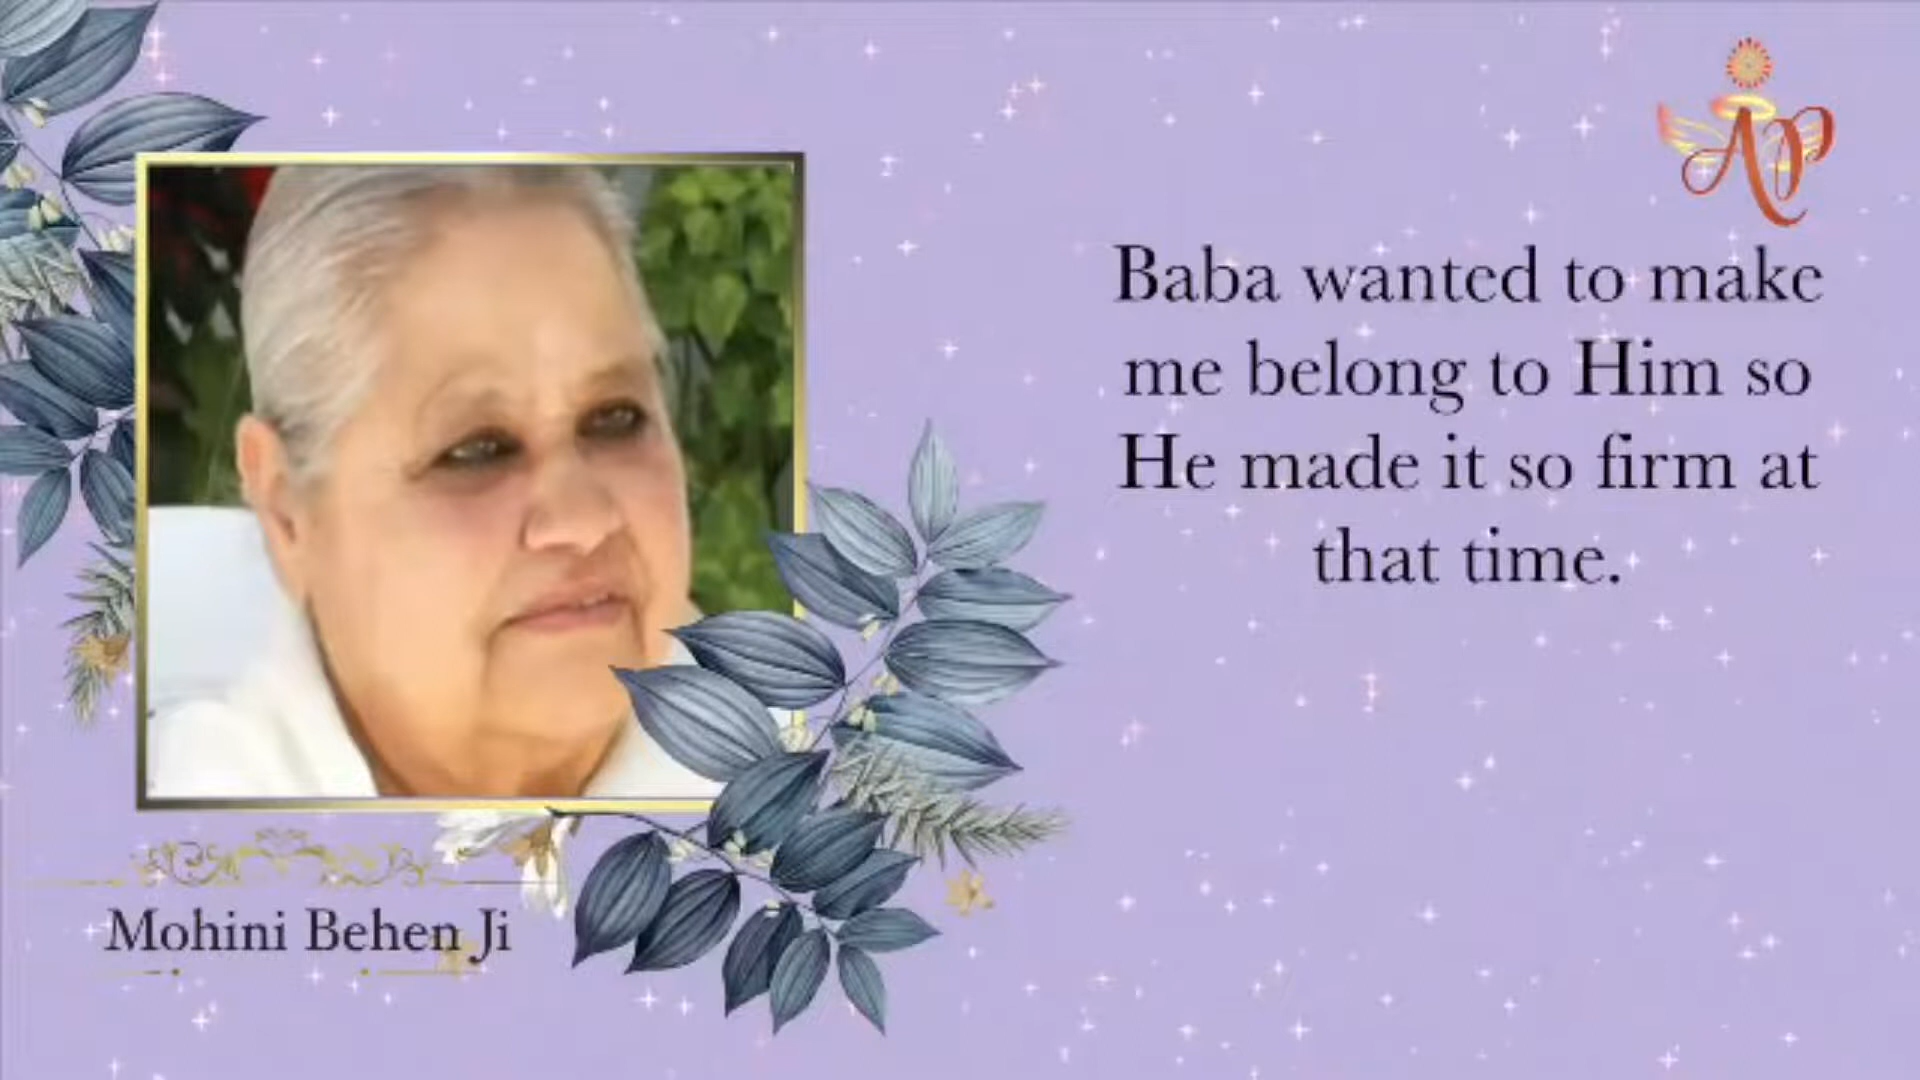 AP
Baba wanted to make
me belong to Him so
He made it so firm at
that time.
Mohini Behen Ji